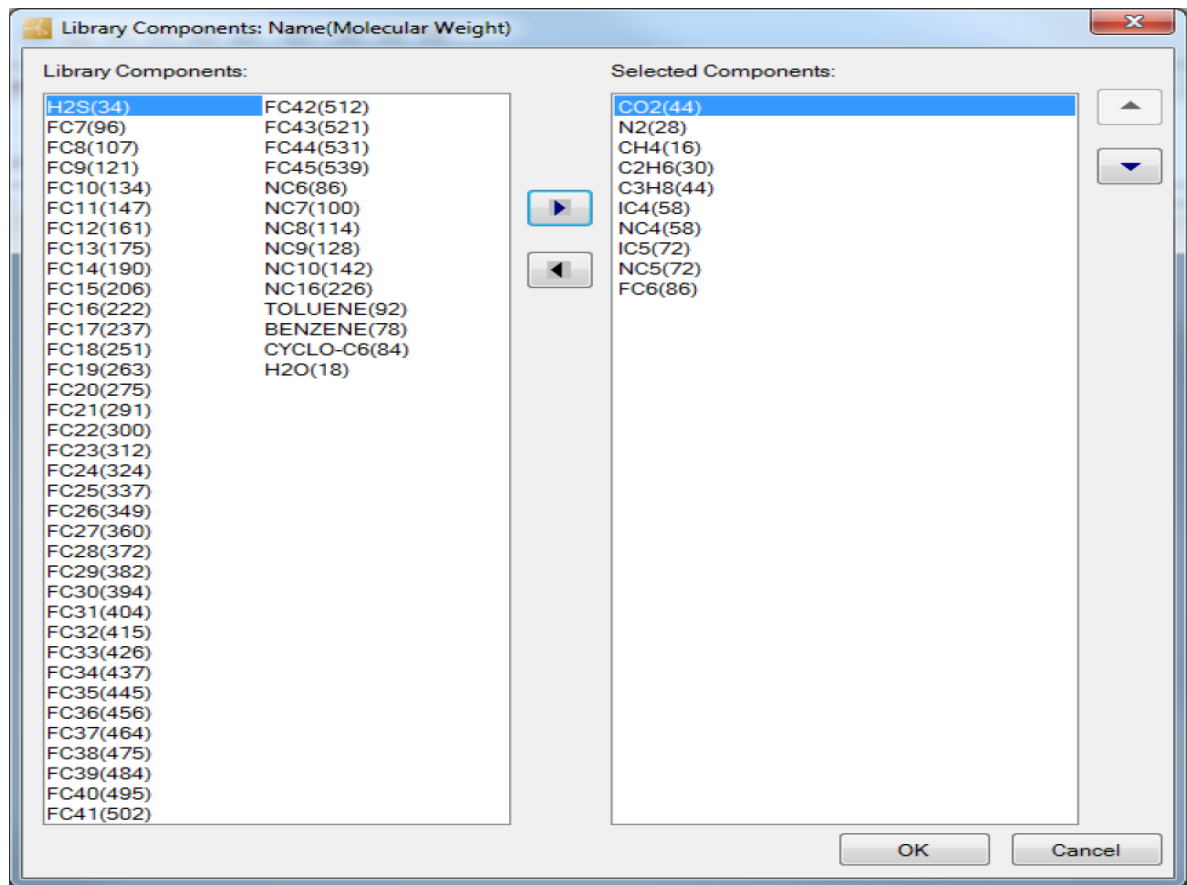 Library Components: Name(Molecular Weight)
Library Components:
H2S(34)
FC7(96)
FC8(107)
FC9(121)
FC10(134)
FC11(147)
FC12(161)
FC13(175)
FC14(190)
FC15(206)
FC16(222)
FC17(237)
FC18(251)
FC19(263)
FC20(275)
FC21(291)
FC22(300)
FC23(312)
FC24(324)
FC25(337)
FC26(349)
FC27(360)
FC28(372)
FC29(382)
FC30(394)
FC31(404)
FC32(415)
FC33(426)
FC34(437)
FC35(445)
FC36(456)
FC37(464)
FC38(475)
FC39(484)
FC40(495)
FC41(502)
FC42(512)
FC43(521)
FC44(531)
FC45(539)
NC6(86)
NC7(100)
NC8(114)
NC9(128)
NC10(142)
NC16(226)
TOLUENE(92)
BENZENE(78)
CYCLO-C6(84)
H2O(18)
Selected Components:
CO2(44)
N2(28)
CH4(16)
C2H6(30)
C3H8(44)
IC4(58)
NC4(58)
IC5(72)
NC5(72)
FC6(86)
OK
Cancel